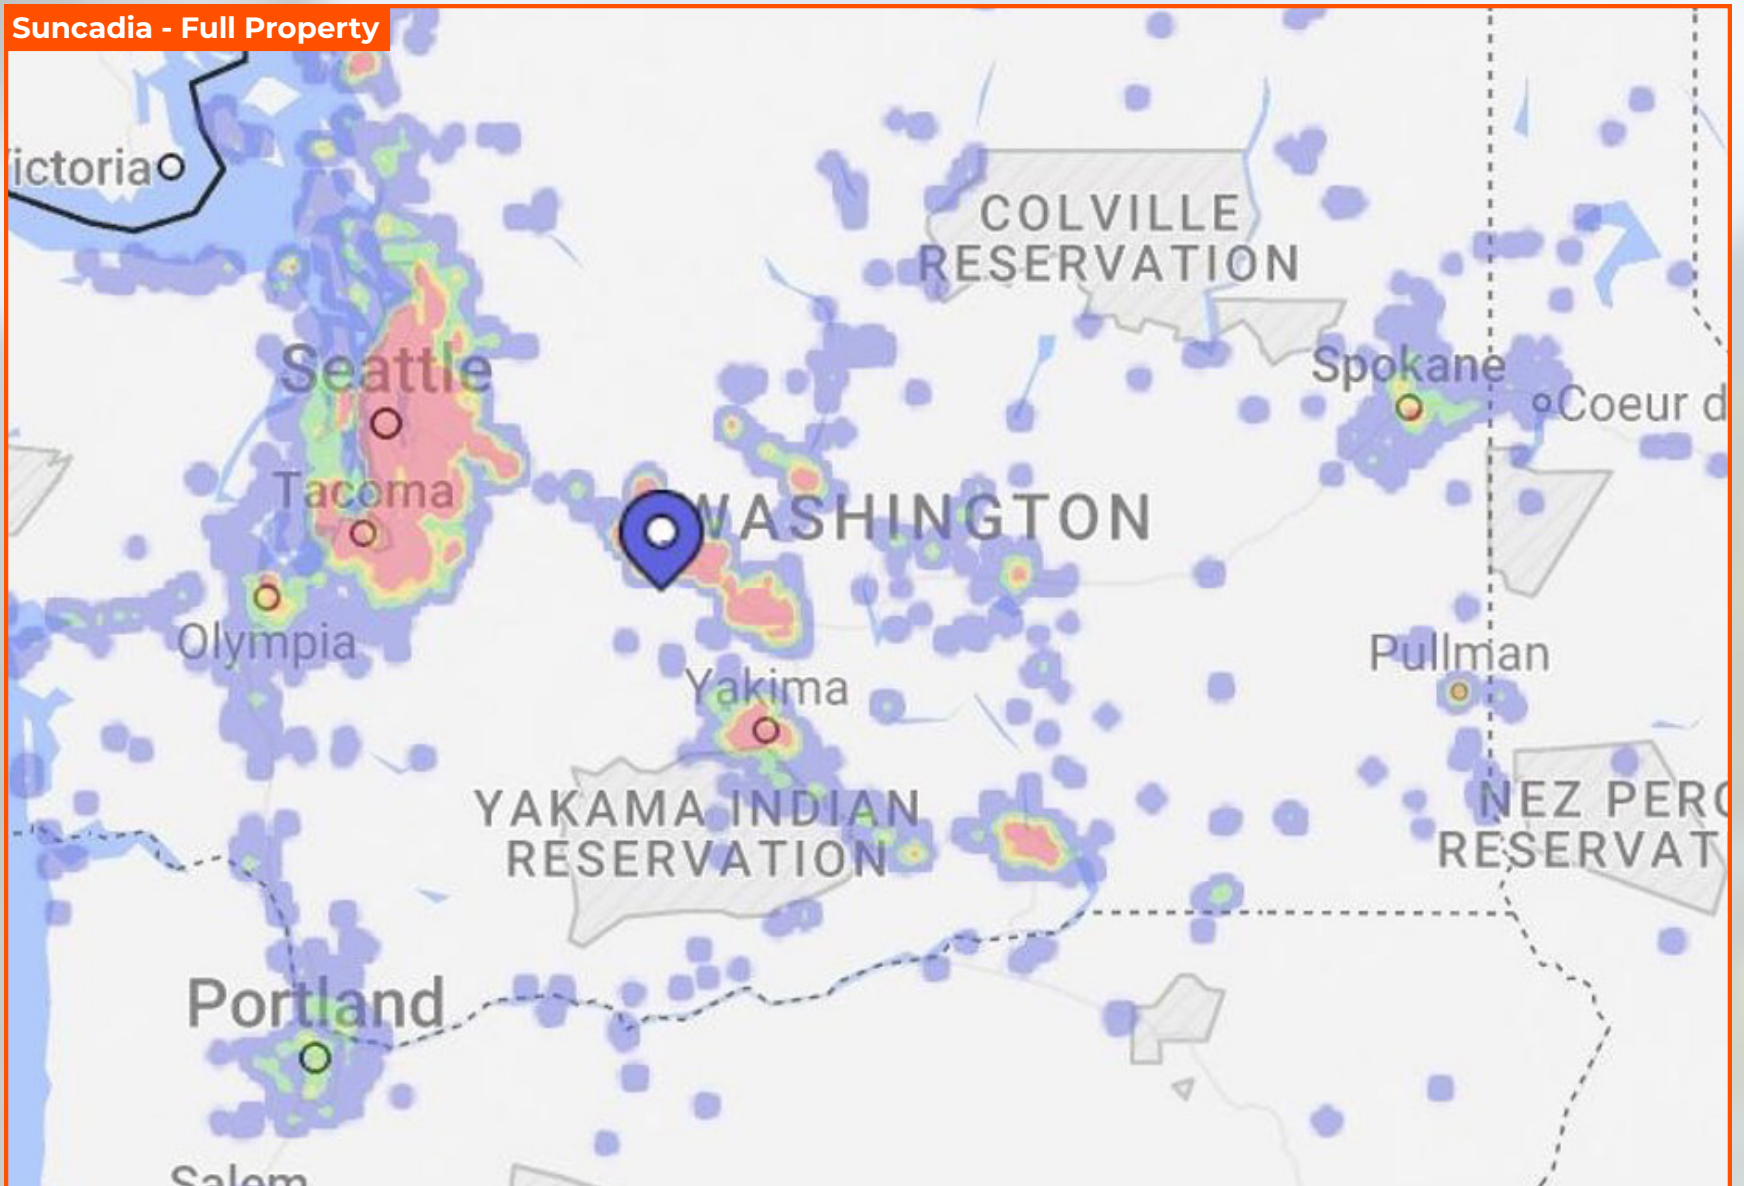 Suncadia - Full Property
ictoria
COLVILLE
RESERVATION
Seattle
Spokane
Coeur d
Tacoma
WASHINGTON
Olympia
Pullman
Yakima
YAKAMA INDIAN
RESERVATION
NEZ PERC
RESERVAT
Portland
Salem